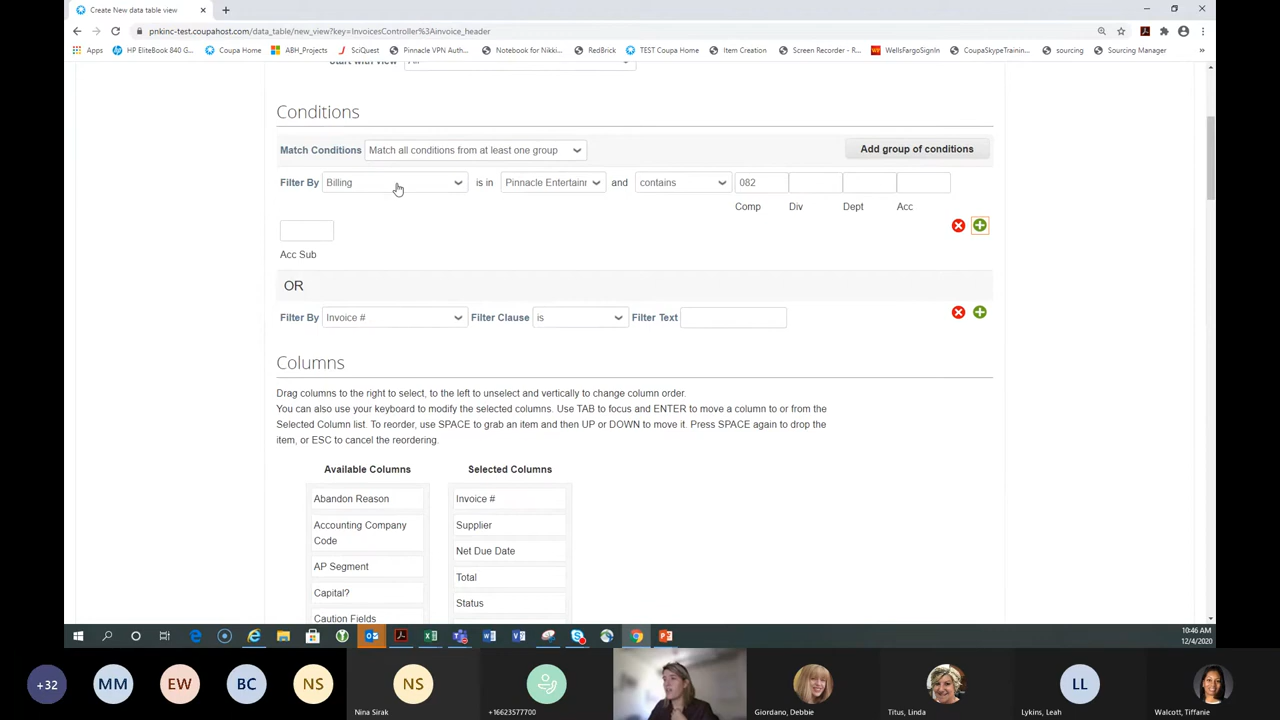 Create New data table view
pnkinc-test.coupahost.com/data_table/new_view?key=InvoicesController%3Ainvoice_header
Apps
HP EliteBook 840 G...
Coupa Home
ABH_Projects
SciQuest
Pinnacle VPN Auth...
Notebook for Nikki...
RedBrick
TEST Coupa Home
Item Creation
Screen Recorder - R...
WellsFargoSignIn
CoupaSkypeTrainin...
sourcing
Sourcing Manager
Start with view All
Conditions
Match Conditions Match all conditions from at least one group
Add group of conditions
Filter By Billing is in Pinnacle Entertain and contains 082
Comp Div Dept Acc
Acc Sub
OR
Filter By Invoice # Filter Clause is Filter Text
Columns
Drag columns to the right to select, to the left to unselect and vertically to change column order.
You can also use your keyboard to modify the selected columns. Use TAB to focus and ENTER to move a column to or from the
Selected Column list. To reorder, use SPACE to grab an item and then UP or DOWN to move it. Press SPACE again to drop the
item, or ESC to cancel the reordering.
Available Columns Selected Columns
Abandon Reason Invoice #
Accounting Company
Code
Supplier
Net Due Date
AP Segment
Total
Capital?
Status
Caution Fields
10:46 AM
12/4/2020
+32
MM
EW
BC
NS
NS
LL
Nina Sirak
+16623577700
Giordano, Debbie
Titus, Linda
Lykins, Leah
Walcott, Tiffanie